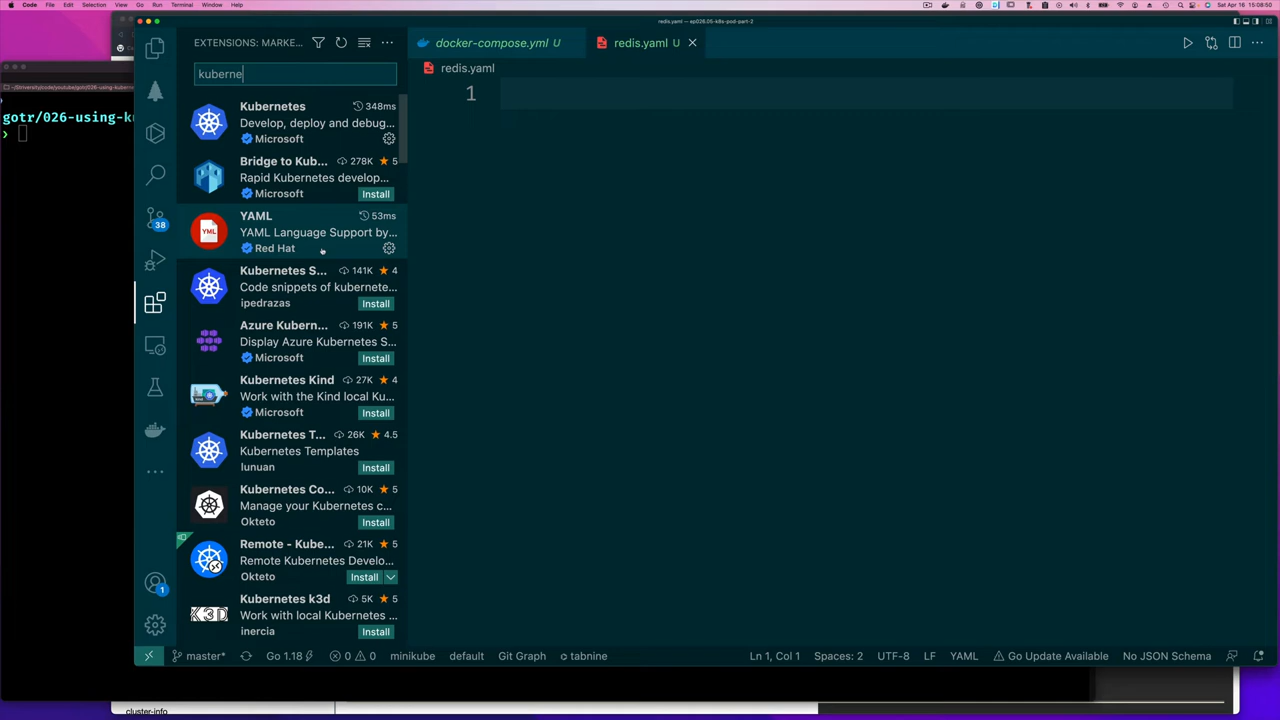 Code File Edit Selection View Go Run Terminal Window Help
Sat Apr 16 15:08:50
redis.yaml — ep026.05-k8s-pod-part-2
EXTENSIONS: MARKE...
docker-compose.yml U
redis.yaml U
kuberne
redis.yaml
1
gotr/026-using-k
Kubernetes 348ms
Develop, deploy and debug...
Microsoft
Bridge to Kub... 278K ★ 5
Rapid Kubernetes develop...
Microsoft Install
YAML 53ms
YML
YAML Language Support by...
Red Hat
38
Kubernetes S... 141K ★ 4
Code snippets of kubernete...
ipedrazas Install
Azure Kubern... 191K ★ 5
Display Azure Kubernetes S...
Microsoft Install
Kubernetes Kind 27K ★ 4
Work with the Kind local Ku...
Microsoft Install
Kubernetes T... 26K ★ 4.5
Kubernetes Templates
lunuan Install
Kubernetes Co... 10K ★ 5
Manage your Kubernetes c...
Okteto Install
Remote - Kube... 21K ★ 5
Remote Kubernetes Develo...
Okteto Install
1
Kubernetes k3d 5K ★ 5
K3D
Work with local Kubernetes ...
inercia Install
master* Go 1.18 0 0 minikube default Git Graph tabnine
Ln 1, Col 1 Spaces: 2 UTF-8 LF YAML Go Update Available No JSON Schema
cluster-info